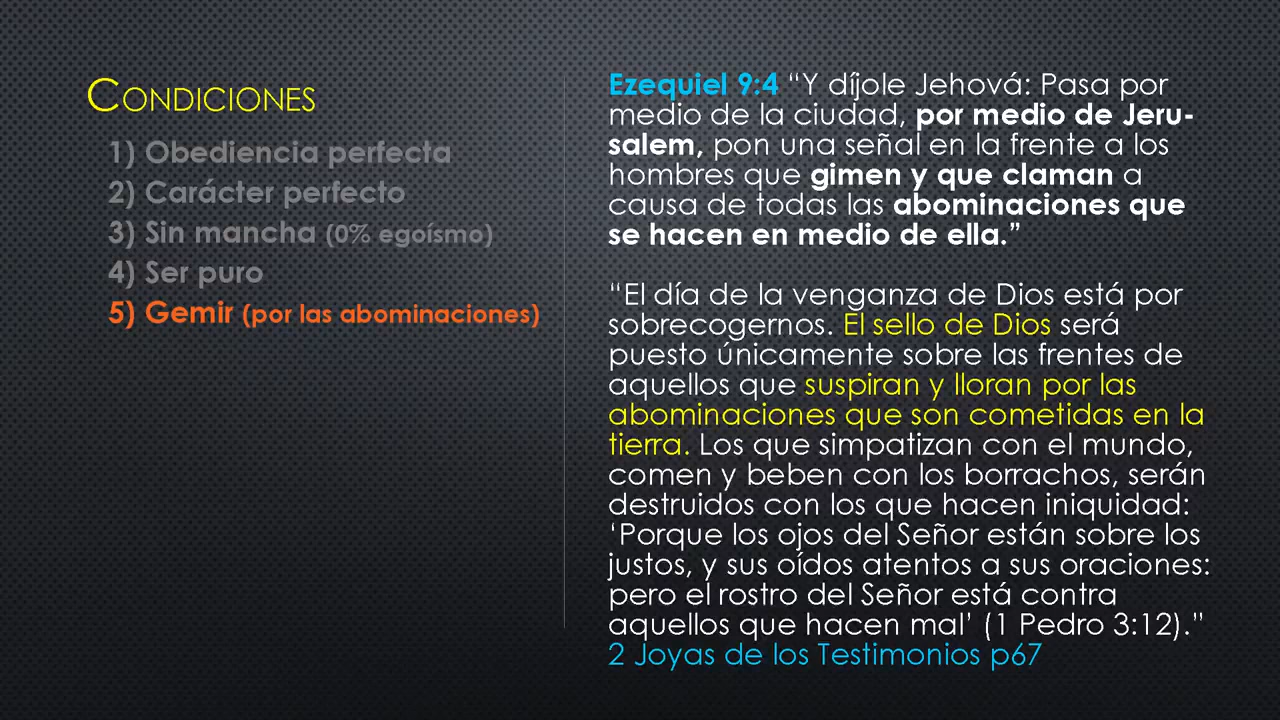 CONDICIONES
1) Obediencia perfecta
2) Carácter perfecto
3) Sin mancha (0% egoísmo)
4) Ser puro
5) Gemir (por las abominaciones)
Ezequiel 9:4 “Y díjole Jehová: Pasa por
medio de la ciudad, por medio de Jeru-
salem, pon una señal en la frente a los
hombres que gimen y que claman a
causa de todas las abominaciones que
se hacen en medio de ella.”
“El día de la venganza de Dios está por
sobrecogernos. El sello de Dios será
puesto únicamente sobre las frentes de
aquellos que suspiran y lloran por las
abominaciones que son cometidas en la
tierra. Los que simpatizan con el mundo,
comen y beben con los borrachos, serán
destruidos con los que hacen iniquidad:
‘Porque los ojos del Señor están sobre los
justos, y sus oídos atentos a sus oraciones:
pero el rostro del Señor está contra
aquellos que hacen mal’ (1 Pedro 3:12).”
2 Joyas de los Testimonios p67